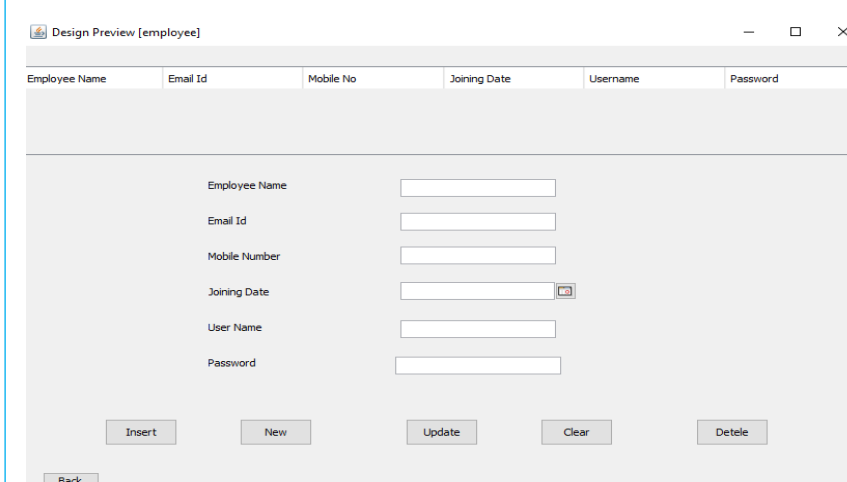 Design Preview [employee]
Employee Name Email Id Mobile No Joining Date Username Password
Employee Name
Email Id
Mobile Number
Joining Date
User Name
Password
Insert New Update Clear Detele
Back